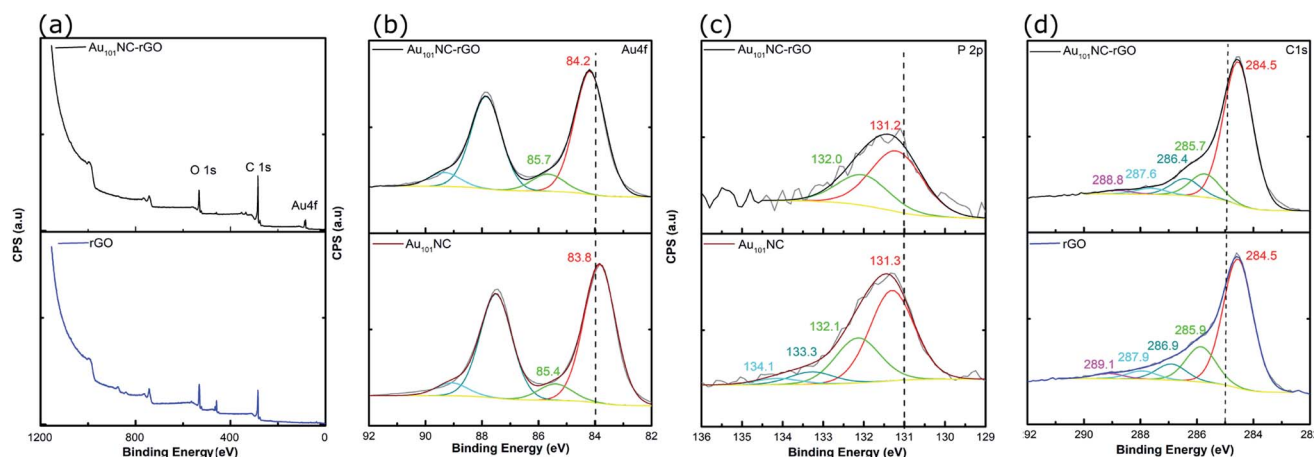 (a)
Au101NC-rGO
O 1s
C 1s
Au4f
rGO
CPS (a.u)
1200 800 400 0
Binding Energy (eV)
(b)
Au101NC-rGO
Au4f
84.2
85.7
Au101NC
83.8
85.4
CPS (a.u)
92 90 88 86 84 82
Binding Energy (eV)
(c)
Au101NC-rGO
P 2p
131.2
132.0
Au101NC
131.3
132.1
133.3
134.1
CPS (a.u)
136 135 134 133 132 131 130 129
Binding Energy (eV)
(d)
Au101NC-rGO
C1s
284.5
285.7
286.4
287.6
288.8
rGO
284.5
285.9
286.9
287.9
289.1
CPS (a.u)
292 290 288 286 284 282
Binding Energy (eV)